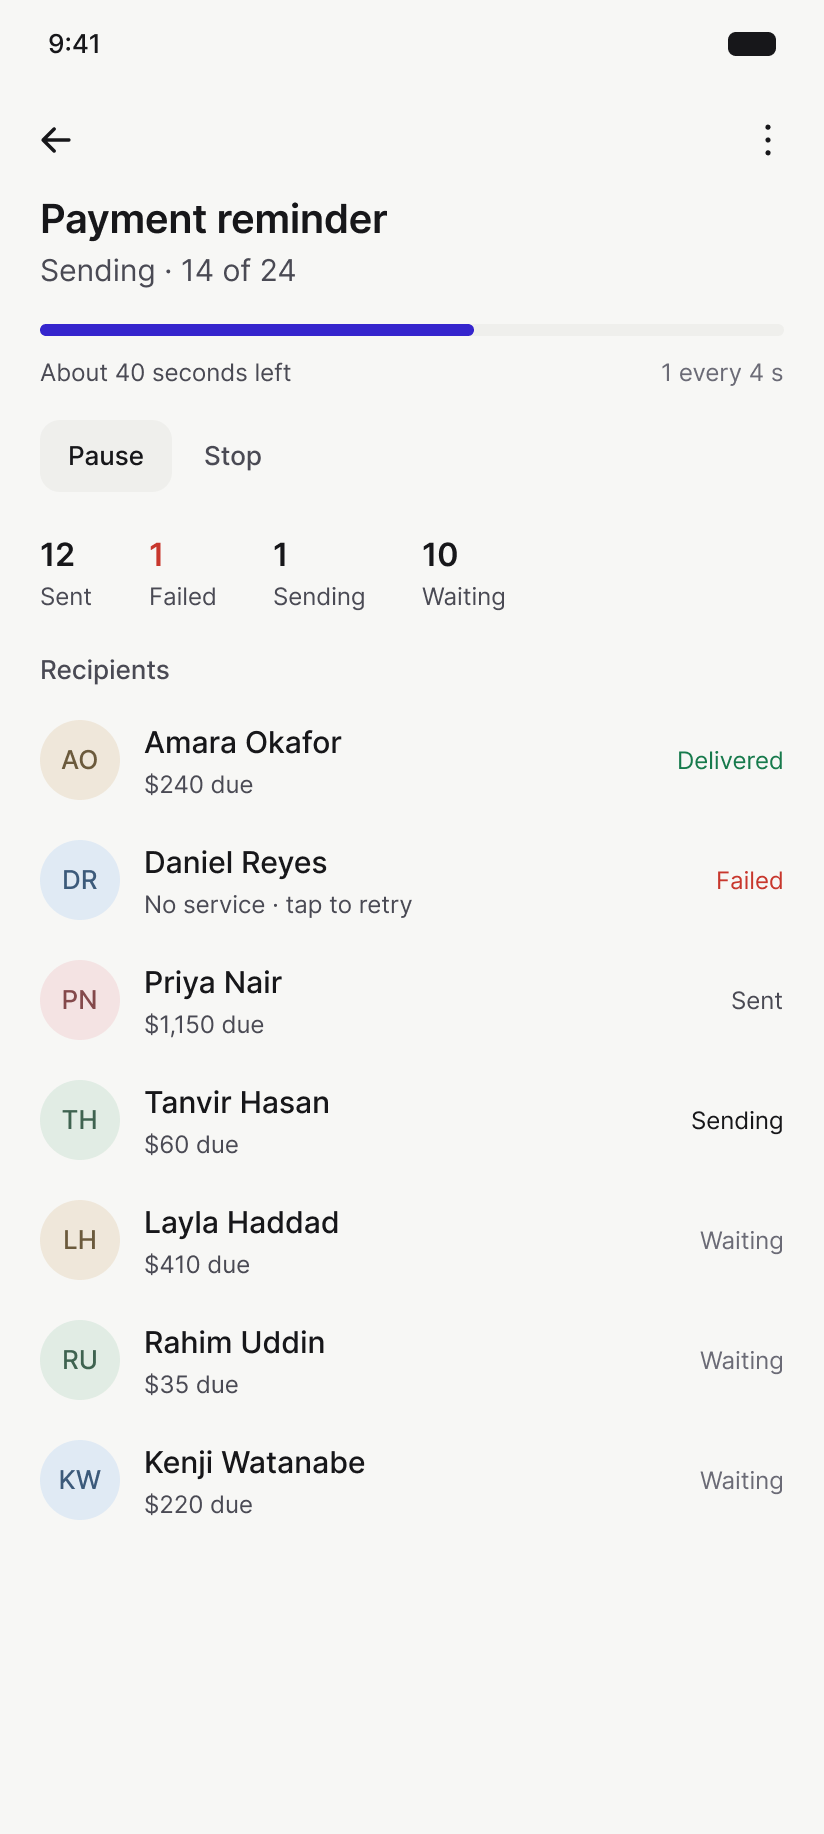 9:41
Payment reminder
Sending · 14 of 24
About 40 seconds left
1 every 4 s
Pause
Stop
12
1
1
10
Sent
Failed
Sending
Waiting
Recipients
AO
Amara Okafor
$240 due
Delivered
DR
Daniel Reyes
No service · tap to retry
Failed
PN
Priya Nair
$1,150 due
Sent
TH
Tanvir Hasan
$60 due
Sending
LH
Layla Haddad
$410 due
Waiting
RU
Rahim Uddin
$35 due
Waiting
KW
Kenji Watanabe
$220 due
Waiting